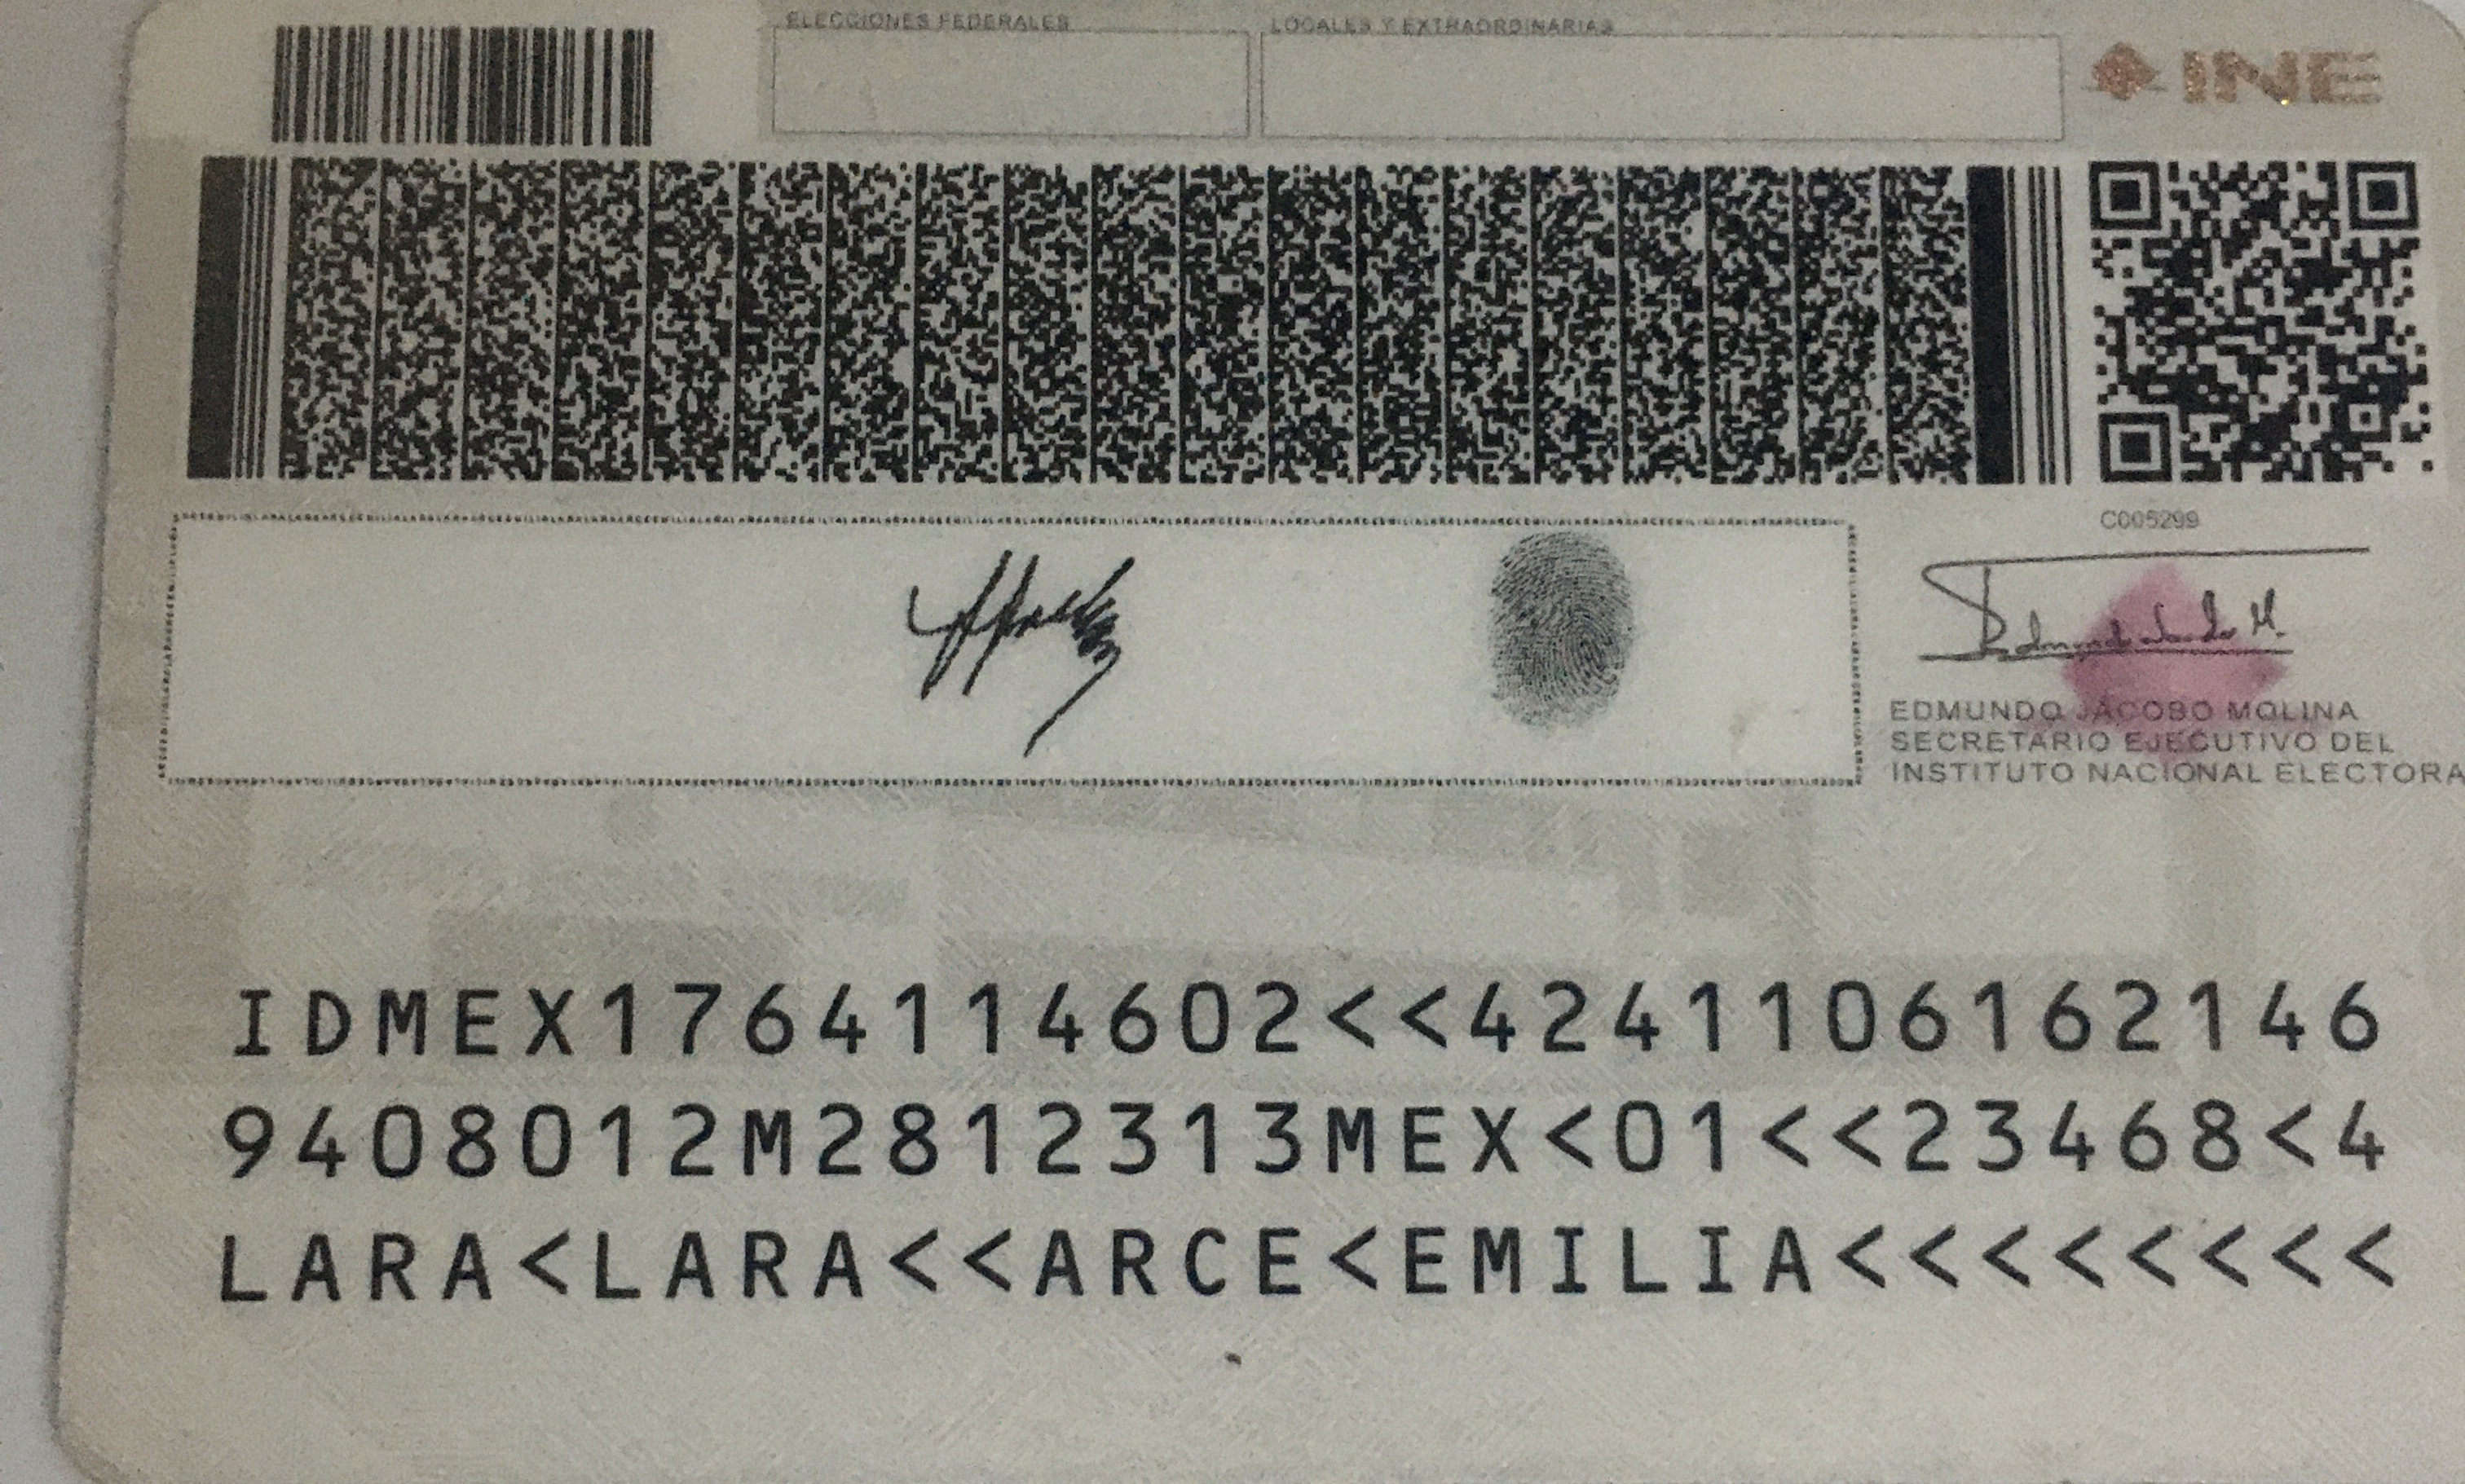 ELECCIONES FEDERALES
LOCALES Y EXTRAORDINARIAS
INE
C005299
EDMUNDO JACOBO MOLINA
SECRETARIO EJECUTIVO DEL
INSTITUTO NACIONAL ELECTORA
IDMEX1764114602<<4241106162146
9408012M2812313MEX<01<<23468<4
LARA<LARA<<ARCE<EMILIA<<<<<<<<